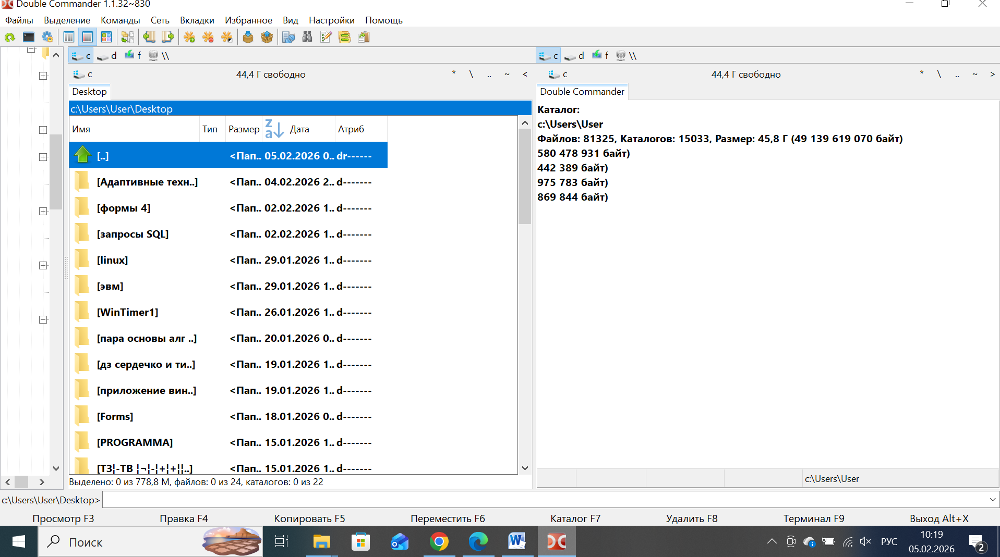 Double Commander 1.1.32~830
Файлы Выделение Команды Сеть Вкладки Избранное Вид Настройки Помощь
c d f \\
c d f \\
c 44,4 Г свободно * \ .. ~ <
c 44,4 Г свободно * \ .. ~ >
Desktop
Double Commander
c:\Users\User\Desktop
Имя Тип Размер Дата Атриб
[..] <Пап.. 05.02.2026 0.. dr------
[Адаптивные техн..] <Пап.. 04.02.2026 2.. d-------
[формы 4] <Пап.. 02.02.2026 1.. d-------
[запросы SQL] <Пап.. 02.02.2026 1.. d-------
[linux] <Пап.. 29.01.2026 1.. d-------
[эвм] <Пап.. 29.01.2026 1.. d-------
[WinTimer1] <Пап.. 26.01.2026 1.. d-------
[пара основы алг ..] <Пап.. 20.01.2026 0.. d-------
[дз сердечко и ти..] <Пап.. 19.01.2026 1.. d-------
[приложение вин..] <Пап.. 19.01.2026 1.. d-------
[Forms] <Пап.. 18.01.2026 0.. d-------
[PROGRAMMA] <Пап.. 15.01.2026 1.. d-------
[ТЗ¦-ТВ ¦¬¦-¦+¦+¦¦..] <Пап.. 15.01.2026 1.. d-------
Выделено: 0 из 778,8 М, файлов: 0 из 24, каталогов: 0 из 22
Каталог:
c:\Users\User
Файлов: 81325, Каталогов: 15033, Размер: 45,8 Г (49 139 619 070 байт)
580 478 931 байт)
442 389 байт)
975 783 байт)
869 844 байт)
c:\Users\User
c:\Users\User\Desktop>
Просмотр F3 Правка F4 Копировать F5 Переместить F6 Каталог F7 Удалить F8 Терминал F9 Выход Alt+X
Поиск
РУС
10:19
05.02.2026
2